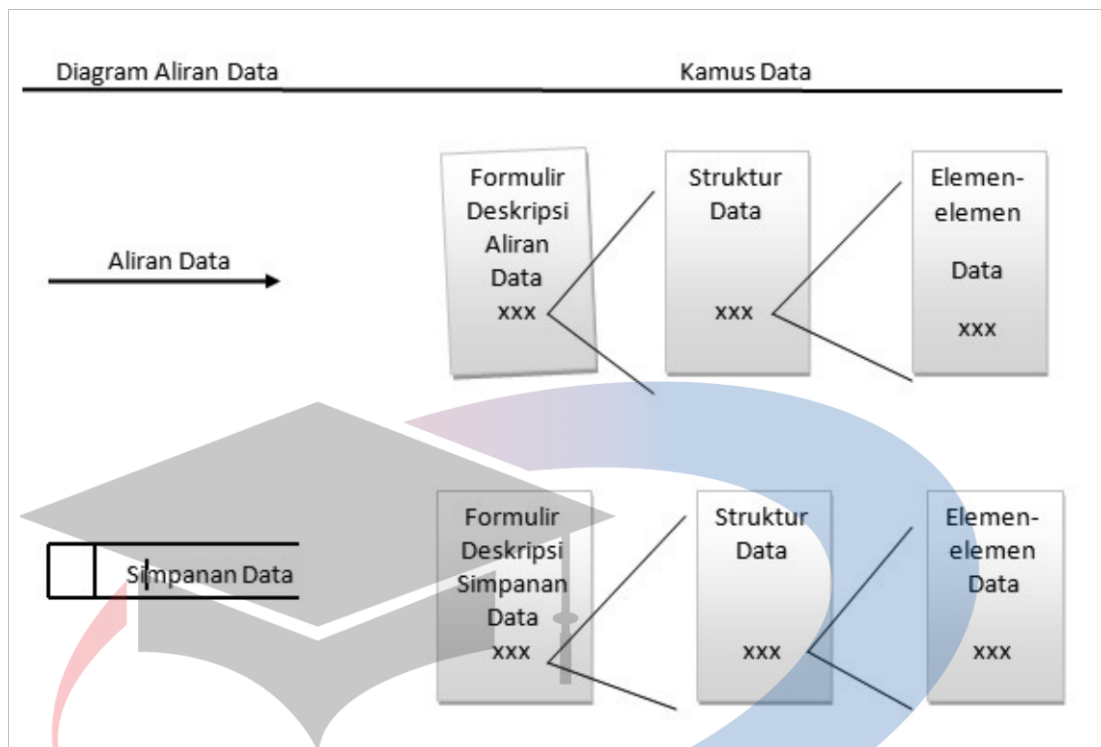 Diagram Aliran Data
Kamus Data
Aliran Data
Formulir
Deskripsi
Aliran
Data
xxx
Struktur
Data
xxx
Elemen-
elemen
Data
xxx
Simpanan Data
Formulir
Deskripsi
Simpanan
Data
xxx
Struktur
Data
xxx
Elemen-
elemen
Data
xxx